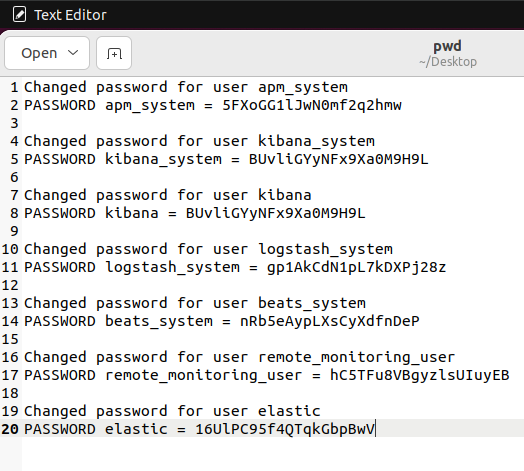 Text Editor
Open
pwd
~/Desktop
1 Changed password for user apm_system
2 PASSWORD apm_system = 5FXoGG1lJwN0mf2q2hmw
3
4 Changed password for user kibana_system
5 PASSWORD kibana_system = BUvliGYyNFx9Xa0M9H9L
6
7 Changed password for user kibana
8 PASSWORD kibana = BUvliGYyNFx9Xa0M9H9L
9
10 Changed password for user logstash_system
11 PASSWORD logstash_system = gp1AkCdN1pL7kDXPj28z
12
13 Changed password for user beats_system
14 PASSWORD beats_system = nRb5eAypLXsCyXdfnDeP
15
16 Changed password for user remote_monitoring_user
17 PASSWORD remote_monitoring_user = hC5TFu8VBgyzlsUIuyEB
18
19 Changed password for user elastic
20 PASSWORD elastic = 16UlPC95f4QTqkGbpBwV